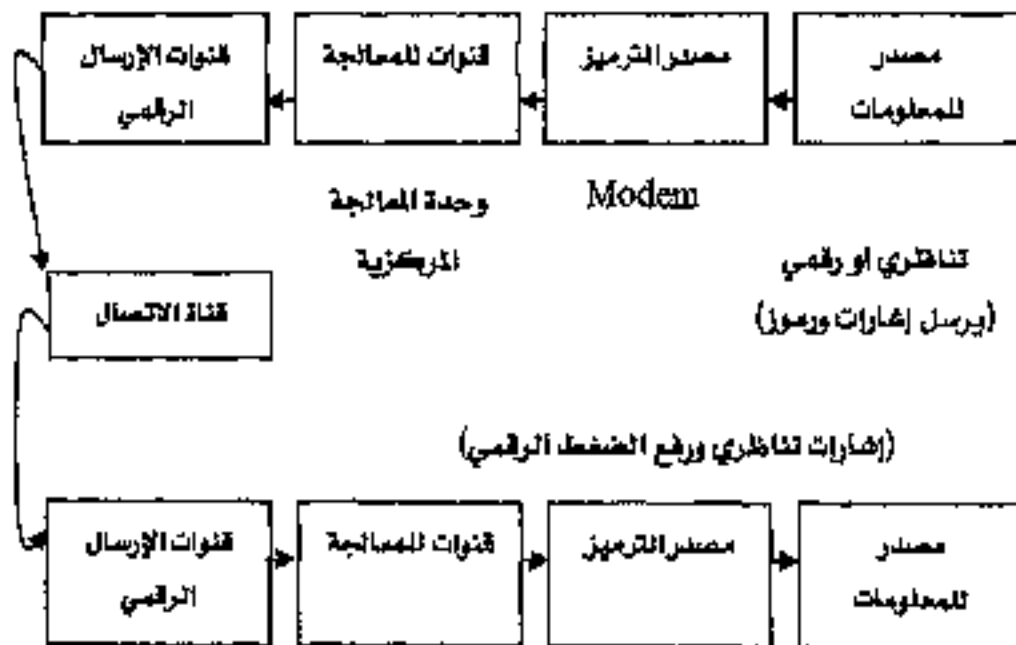 مصدر
للمعلومات
مصدر الترميز
قنوات للمعالجة
قنوات الإرسال
الرقمي
Modem
وحدة المعالجة
المركزية
تناظري او رقمي
(يرسل إشارات ورموز)
قناة الاتصال
(إشارات تناظري ورفع الضغط الرقمي)
قنوات الإرسال
الرقمي
قنوات للمعالجة
مصدر الترميز
مصدر
للمعلومات